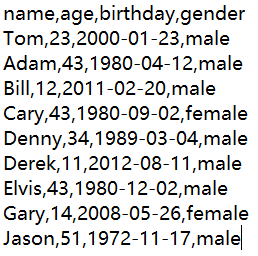 name,age,birthday,gender
Tom,23,2000-01-23,male
Adam,43,1980-04-12,male
Bill,12,2011-02-20,male
Cary,43,1980-09-02,female
Denny,34,1989-03-04,male
Derek,11,2012-08-11,male
Elvis,43,1980-12-02,male
Gary,14,2008-05-26,female
Jason,51,1972-11-17,male